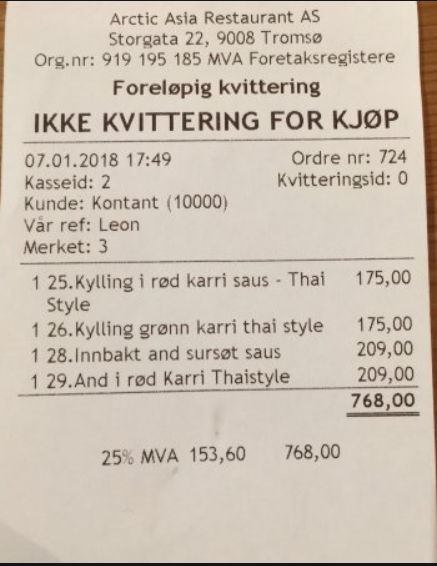 Arctic Asia Restaurant AS
Storgata 22, 9008 Tromsø
Org.nr: 919 195 185 MVA Foretaksregistere
Foreløpig kvittering
IKKE KVITTERING FOR KJØP
07.01.2018 17:49 Ordre nr: 724
Kasseid: 2 Kvitteringsid: 0
Kunde: Kontant (10000)
Vår ref: Leon
Merket: 3
1 25.Kylling i rød karri saus - Thai 175,00
Style
1 26.Kylling grønn karri thai style 175,00
1 28.Innbakt and sursøt saus 209,00
1 29.And i rød Karri Thaistyle 209,00
768,00
25% MVA 153,60 768,00